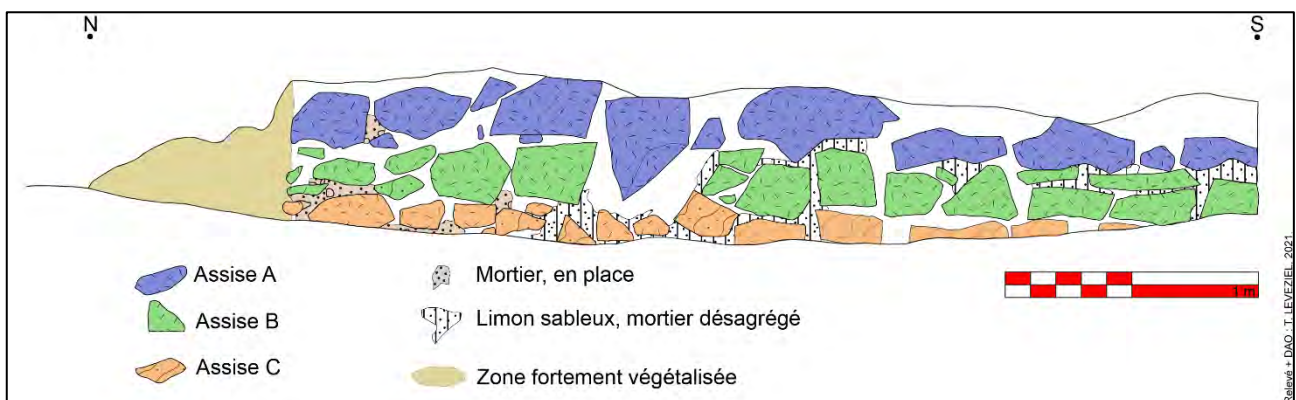 N
S
Assise A
Assise B
Assise C
Mortier, en place
Limon sableux, mortier désagrégé
Zone fortement végétalisée
1 m
Relevé + DAO : T. LEVEZIEL, 2021